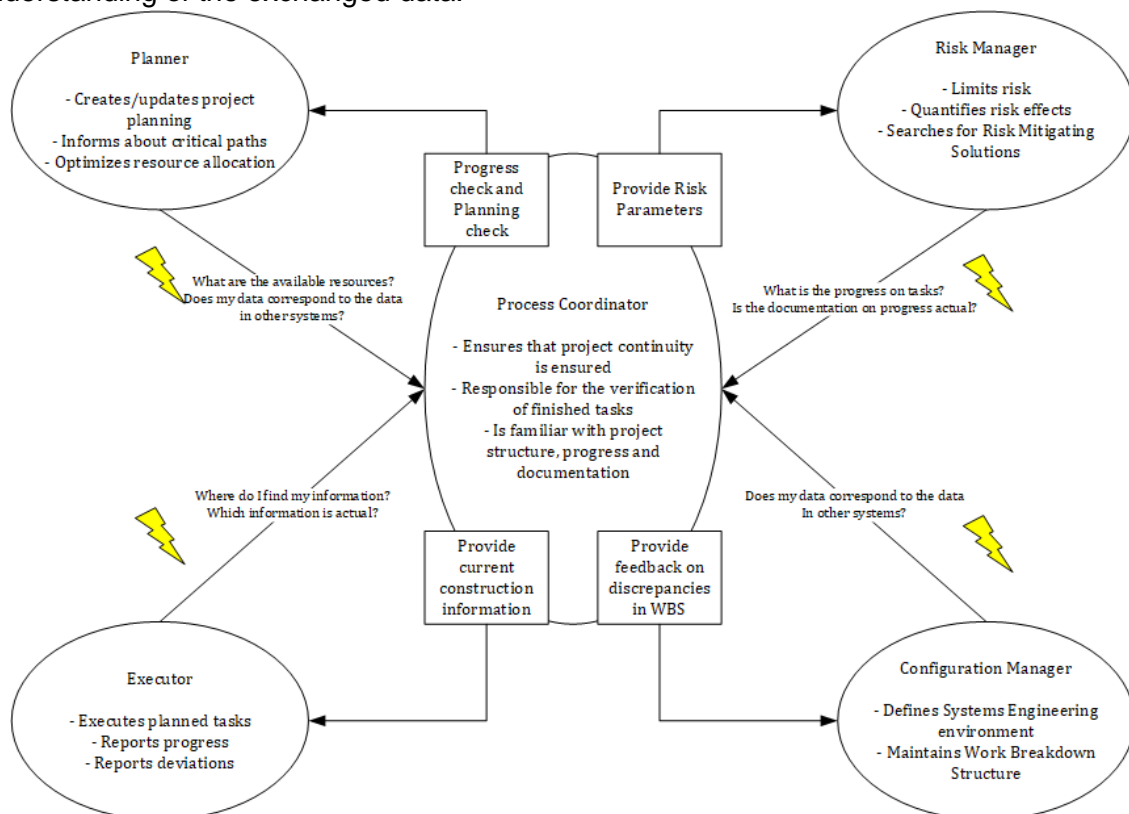 understanding of the exchanged data.
Planner
- Creates/updates project
planning
- Informs about critical paths
- Optimizes resource allocation
Risk Manager
- Limits risk
- Quantifies risk effects
- Searches for Risk Mitigating
Solutions
Progress
check and
Planning
check
Provide Risk
Parameters
What are the available resources?
Does my data correspond to the data
in other systems?
What is the progress on tasks?
Is the documentation on progress actual?
Process Coordinator
- Ensures that project continuity
is ensured
- Responsible for the verification
of finished tasks
- Is familiar with project
structure, progress and
documentation
Where do I find my information?
Which information is actual?
Does my data correspond to the data
In other systems?
Provide
current
construction
information
Provide
feedback on
discrepancies
in WBS
Executor
- Executes planned tasks
- Reports progress
- Reports deviations
Configuration Manager
- Defines Systems Engineering
environment
- Maintains Work Breakdown
Structure